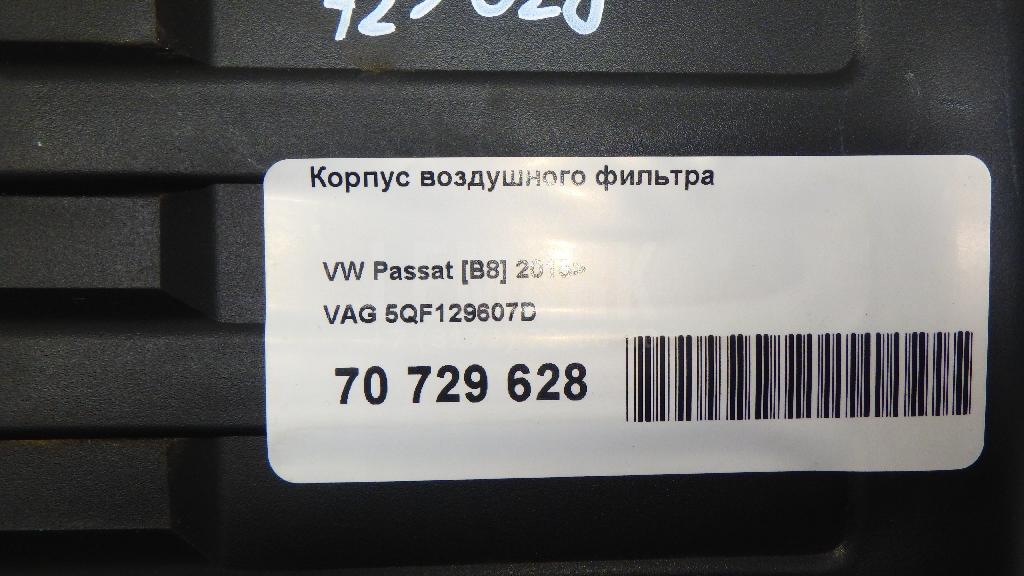 Корпус воздушного фильтра
VW Passat [B8] 2015>
VAG 5QF129607D
70 729 628